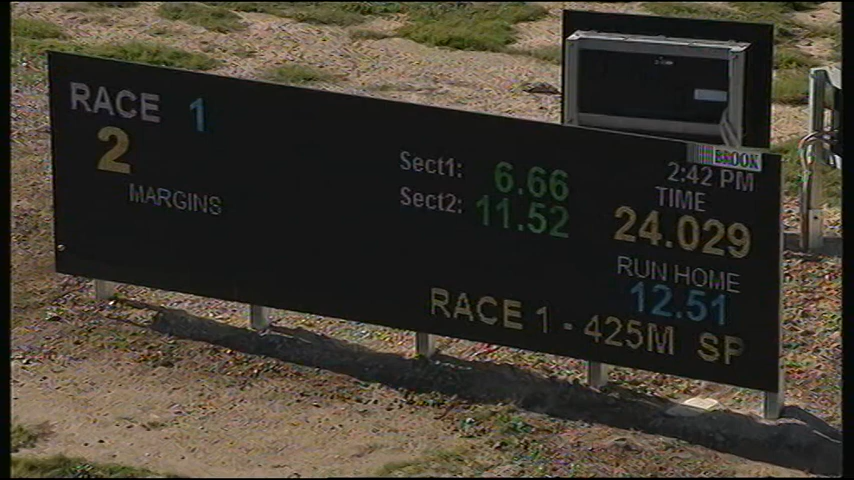 RACE 1
2
MARGINS
Sect1: 6.66
Sect2: 11.52
BROOK
2:42 PM
TIME
24.029
RUN HOME
12.51
RACE 1 - 425M SP